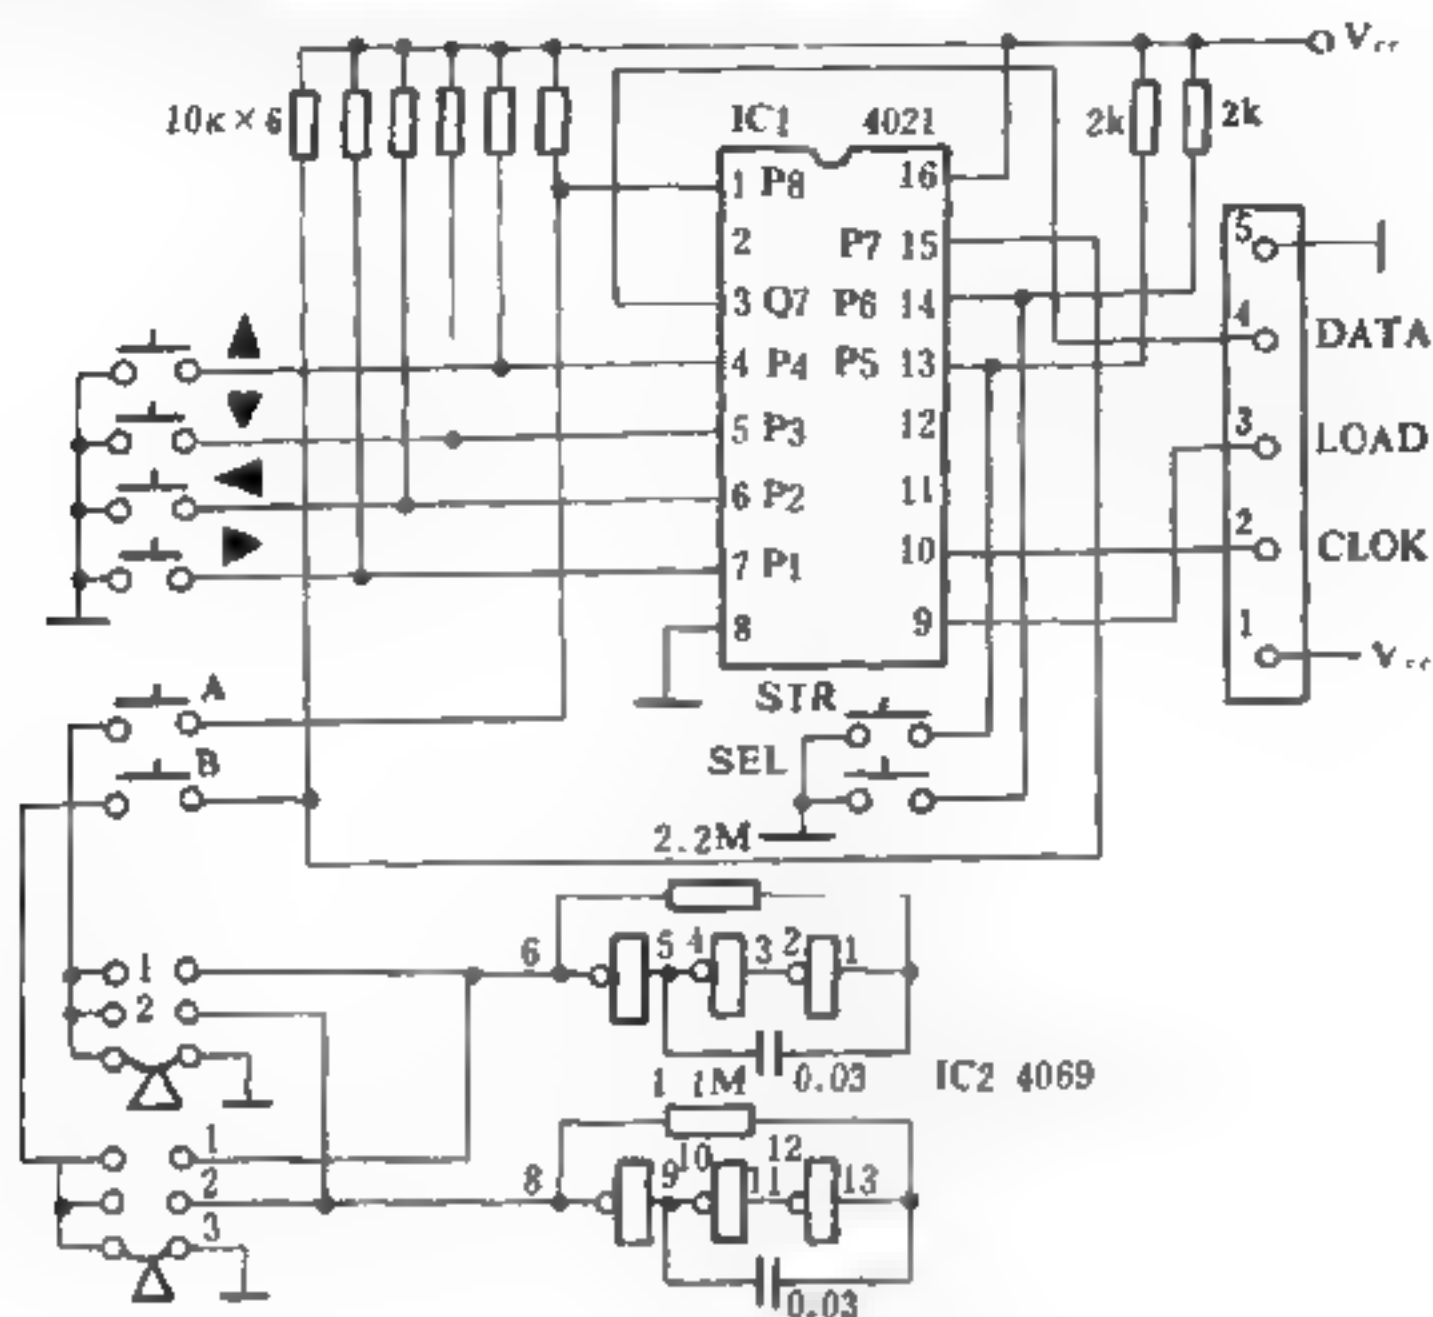 Vcc
10K×6
IC1 4021
2k
2k
1 P8 16
2 P7 15
3 Q7 P6 14
4 P4 P5 13
5 P3 12
6 P2 11
7 P1 10
8 9
5
4 DATA
3 LOAD
2 CLOK
1 Vcc
A
B
STR
SEL
2.2M
1
2
6 5 4 3 2 1
0.03
IC2 4069
1 1M
1
2
3
8 9 10 11 12 13
0.03